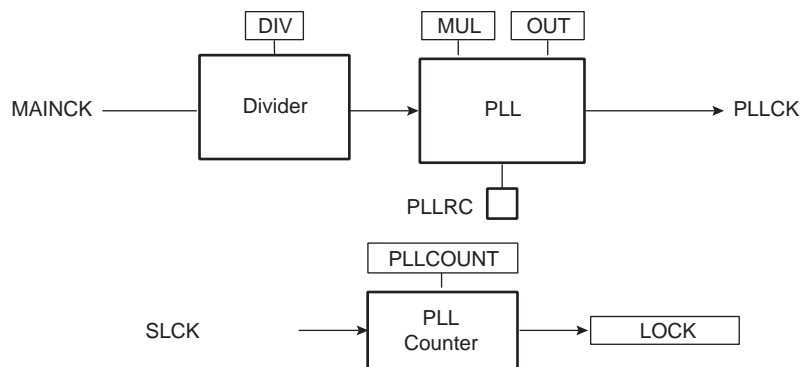 DIV
MUL
OUT
MAINCK
Divider
PLL
PLLCK
PLLRC
PLLCOUNT
SLCK
PLL
Counter
LOCK